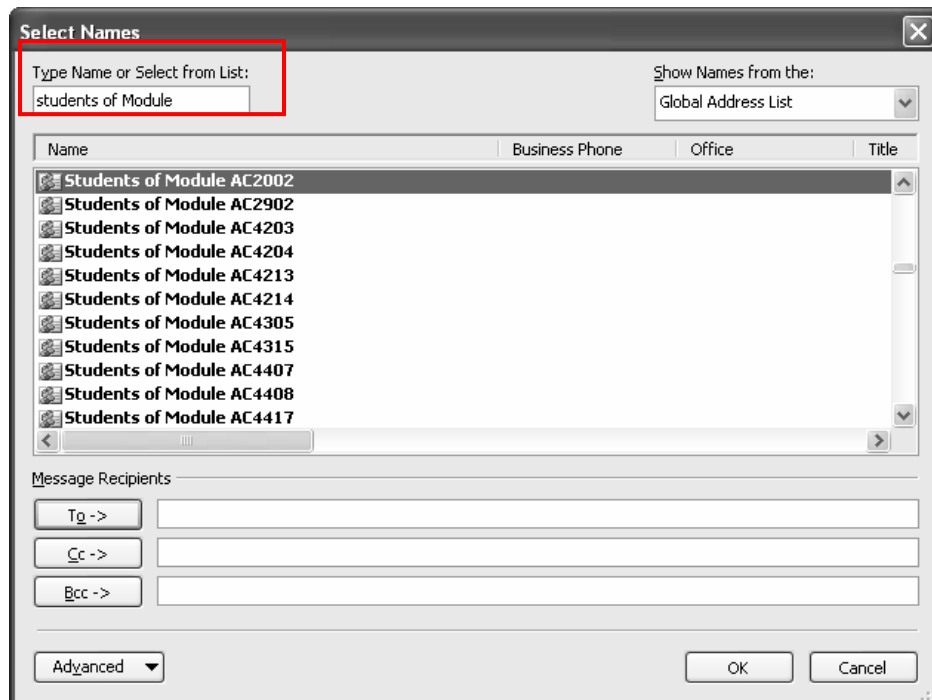 Select Names
Type Name or Select from List:
Show Names from the:
students of Module
Global Address List
Name Business Phone Office Title
Students of Module AC2002
Students of Module AC2902
Students of Module AC4203
Students of Module AC4204
Students of Module AC4213
Students of Module AC4214
Students of Module AC4305
Students of Module AC4315
Students of Module AC4407
Students of Module AC4408
Students of Module AC4417
Message Recipients
To ->
Cc ->
Bcc ->
Advanced OK Cancel